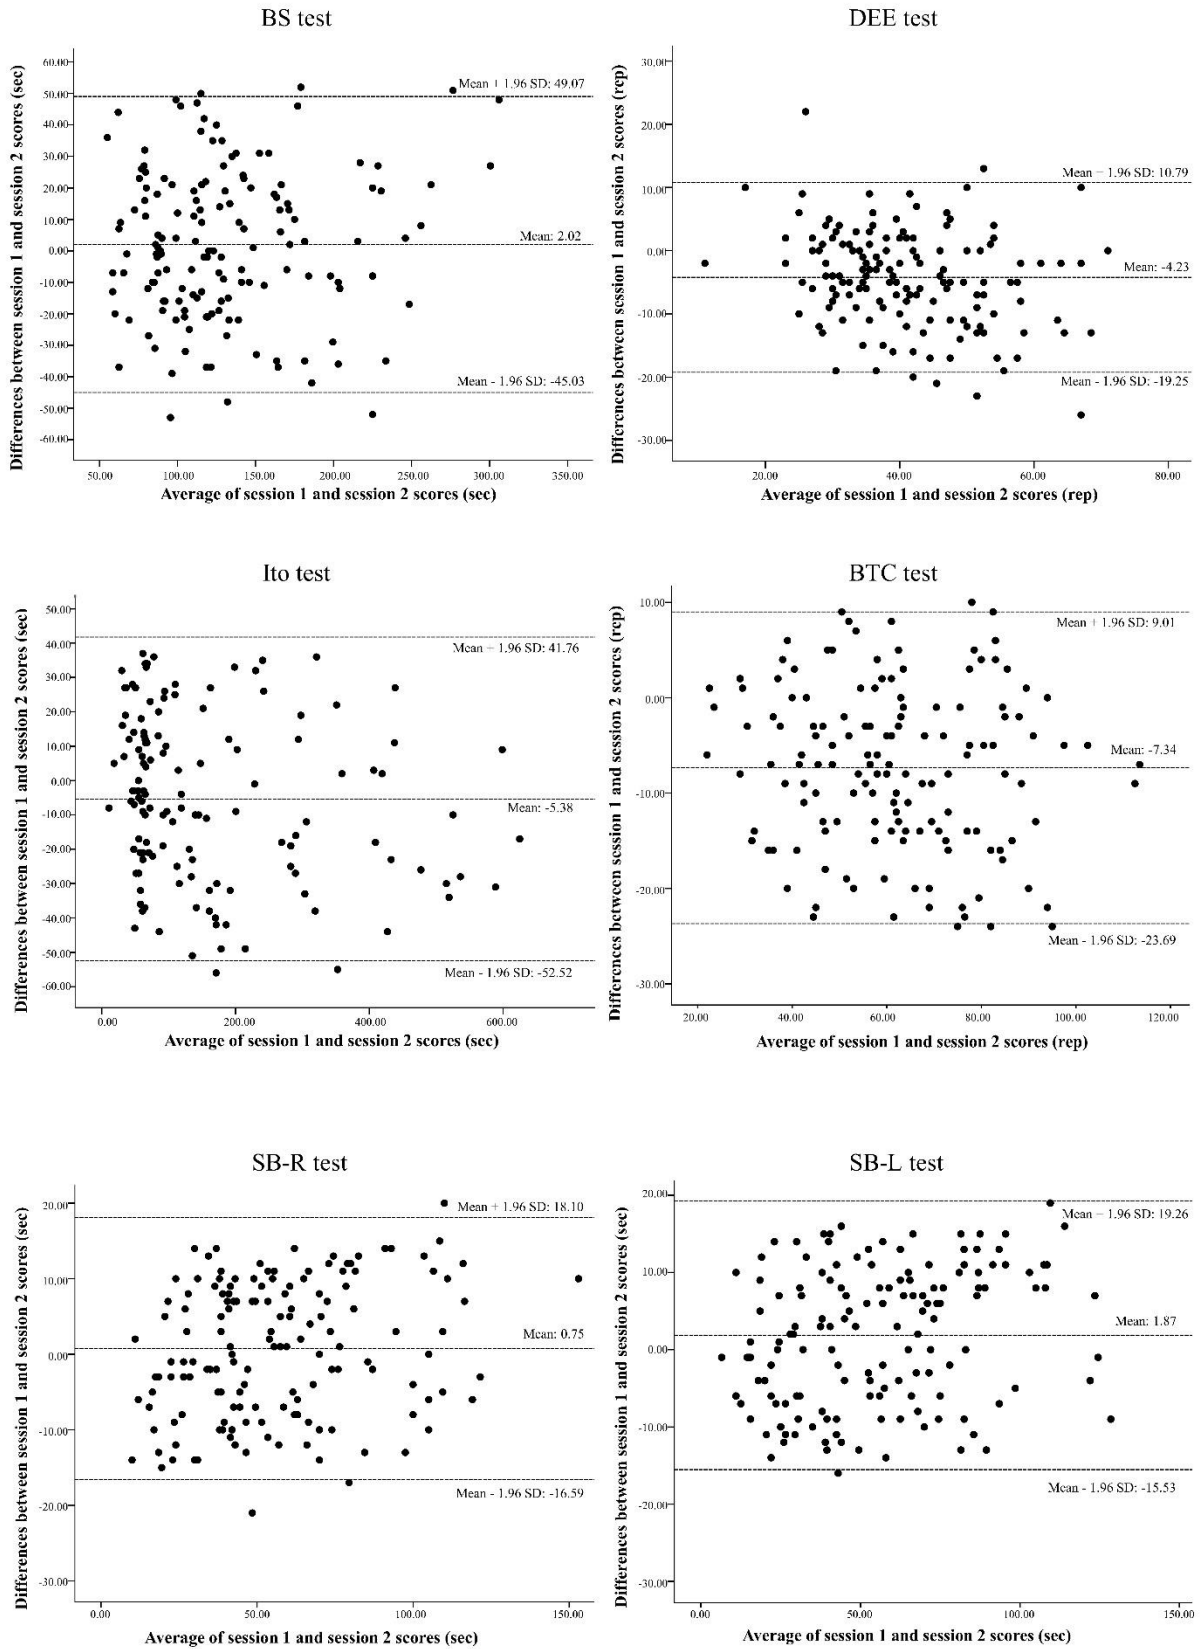 BS test
Differences between session 1 and session 2 scores (sec)
60.00
50.00
40.00
30.00
20.00
10.00
0.00
-10.00
-20.00
-30.00
-40.00
-50.00
-60.00
Mean + 1.96 SD: 49.07
Mean: 2.02
Mean - 1.96 SD: -45.03
50.00 100.00 150.00 200.00 250.00 300.00 350.00
Average of session 1 and session 2 scores (sec)
DEE test
Differences between session 1 and session 2 scores (rep)
30.00
20.00
10.00
0.00
-10.00
-20.00
-30.00
Mean - 1.96 SD: 10.79
Mean: -4.23
Mean - 1.96 SD: -19.25
20.00 40.00 60.00 80.00
Average of session 1 and session 2 scores (rep)
Ito test
Differences between session 1 and session 2 scores (sec)
50.00
40.00
30.00
20.00
10.00
0.00
-10.00
-20.00
-30.00
-40.00
-50.00
-60.00
Mean + 1.96 SD: 41.76
Mean: -5.38
Mean - 1.96 SD: -52.52
0.00 200.00 400.00 600.00
Average of session 1 and session 2 scores (sec)
BTC test
Differences between session 1 and session 2 scores (rep)
10.00
0.00
-10.00
-20.00
-30.00
Mean + 1.96 SD: 9.01
Mean: -7.34
Mean - 1.96 SD: -23.69
20.00 40.00 60.00 80.00 100.00 120.00
Average of session 1 and session 2 scores (rep)
SB-R test
Differences between session 1 and session 2 scores (sec)
20.00
10.00
0.00
-10.00
-20.00
-30.00
Mean + 1.96 SD: 18.10
Mean: 0.75
Mean - 1.96 SD: -16.59
0.00 50.00 100.00 150.00
Average of session 1 and session 2 scores (sec)
SB-L test
Differences between session 1 and session 2 scores (sec)
20.00
10.00
0.00
-10.00
-20.00
-30.00
Mean - 1.96 SD: 19.26
Mean: 1.87
Mean - 1.96 SD: -15.53
0.00 50.00 100.00 150.00
Average of session 1 and session 2 scores (sec)